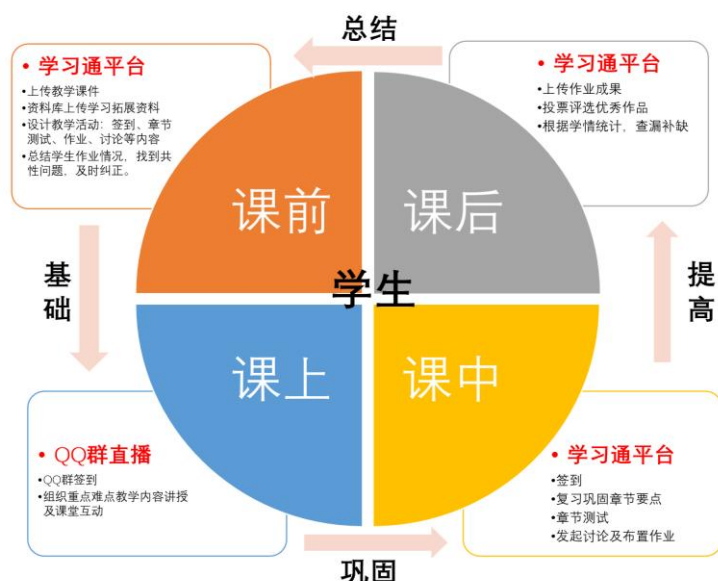 总结
• 学习通平台
•上传教学课件
•资料库上传学习拓展资料
•设计教学活动：签到、章节
测试、作业、讨论等内容
•总结学生作业情况，找到共
性问题，及时纠正。
• 学习通平台
•上传作业成果
•投票评选优秀作品
•根据学情统计，查漏补缺
课前
课后
基础
学生
提高
课上
课中
• QQ群直播
•QQ群签到
•组织重点难点教学内容讲授
及课堂互动
• 学习通平台
•签到
•复习巩固章节要点
•章节测试
•发起讨论及布置作业
巩固